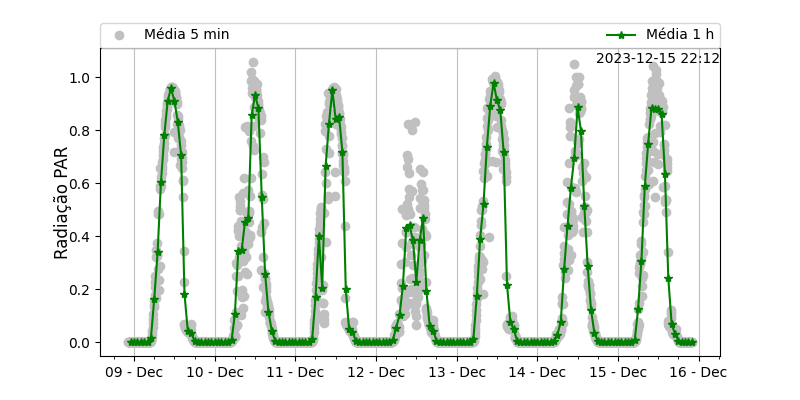 Média 5 min
Média 1 h
2023-12-15 22:12
Radiação PAR
1.0
0.8
0.6
0.4
0.2
0.0
09 - Dec
10 - Dec
11 - Dec
12 - Dec
13 - Dec
14 - Dec
15 - Dec
16 - Dec